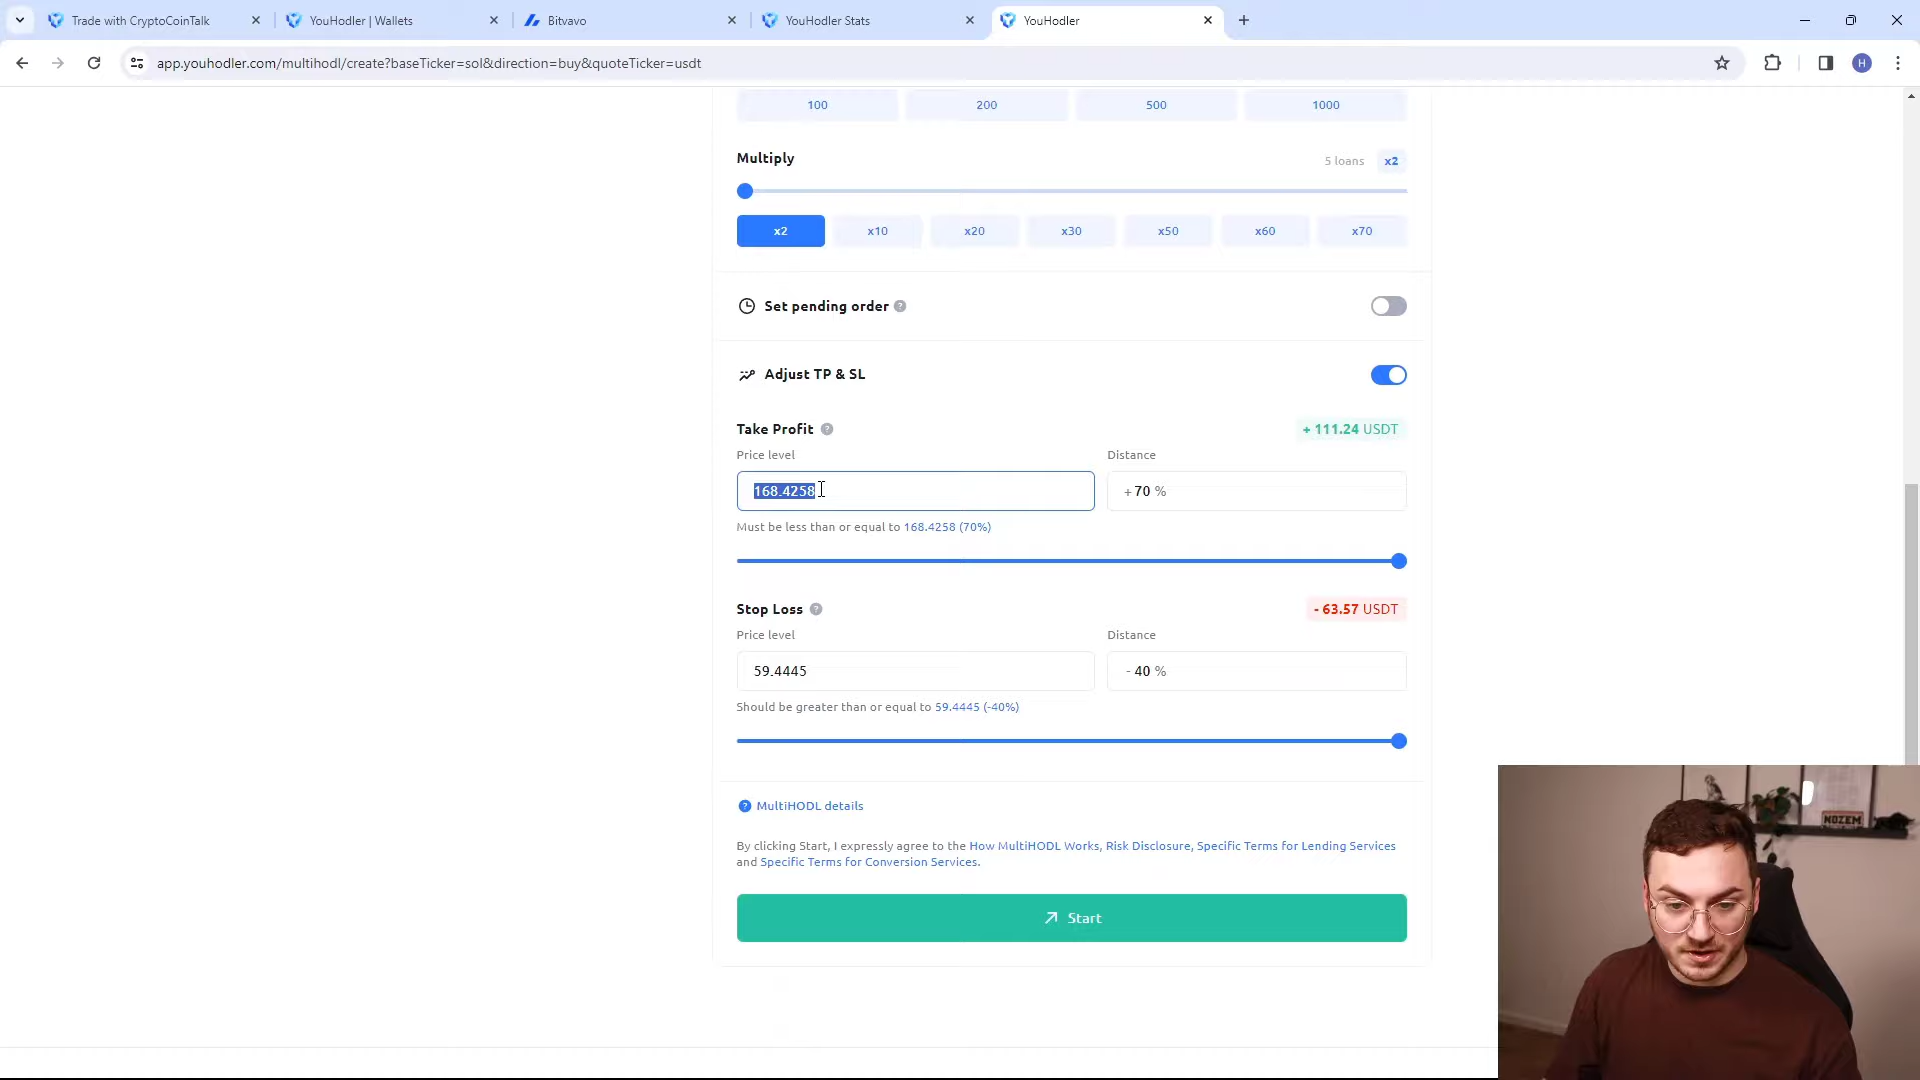 Trade with CryptoCoinTalk
YouHodler | Wallets
Bitvavo
YouHodler Stats
YouHodler
app.youhodler.com/multihodl/create?baseTicker=sol&direction=buy&quoteTicker=usdt
H
100 200 500 1000
Multiply 5 loans x2
x2 x10 x20 x30 x50 x60 x70
Set pending order ?
Adjust TP & SL
Take Profit ? + 111.24 USDT
Price level Distance
168.4258 + 70 %
Must be less than or equal to 168.4258 (70%)
Stop Loss ? - 63.57 USDT
Price level Distance
59.4445 - 40 %
Should be greater than or equal to 59.4445 (-40%)
? MultiHODL details
By clicking Start, I expressly agree to the How MultiHODL Works, Risk Disclosure, Specific Terms for Lending Services
and Specific Terms for Conversion Services.
Start
NOZEM